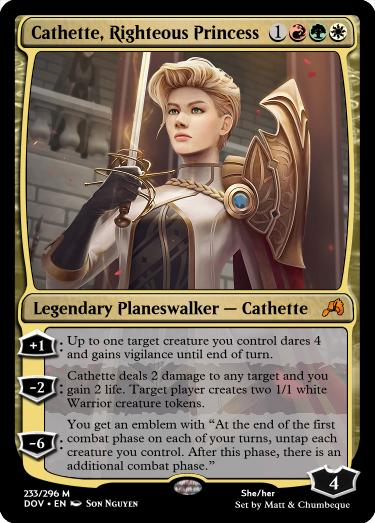 Cathette, Righteous Princess 1
Legendary Planeswalker — Cathette
+1 Up to one target creature you control dares 4
and gains vigilance until end of turn.
-2 Cathette deals 2 damage to any target and you
gain 2 life. Target player creates two 1/1 white
Warrior creature tokens.
-6 You get an emblem with “At the end of the first
combat phase on each of your turns, untap each
creature you control. After this phase, there is an
additional combat phase.”
4
233/296 M She/her
DOV • EN Son Nguyen Set by Matt & Chumbeque